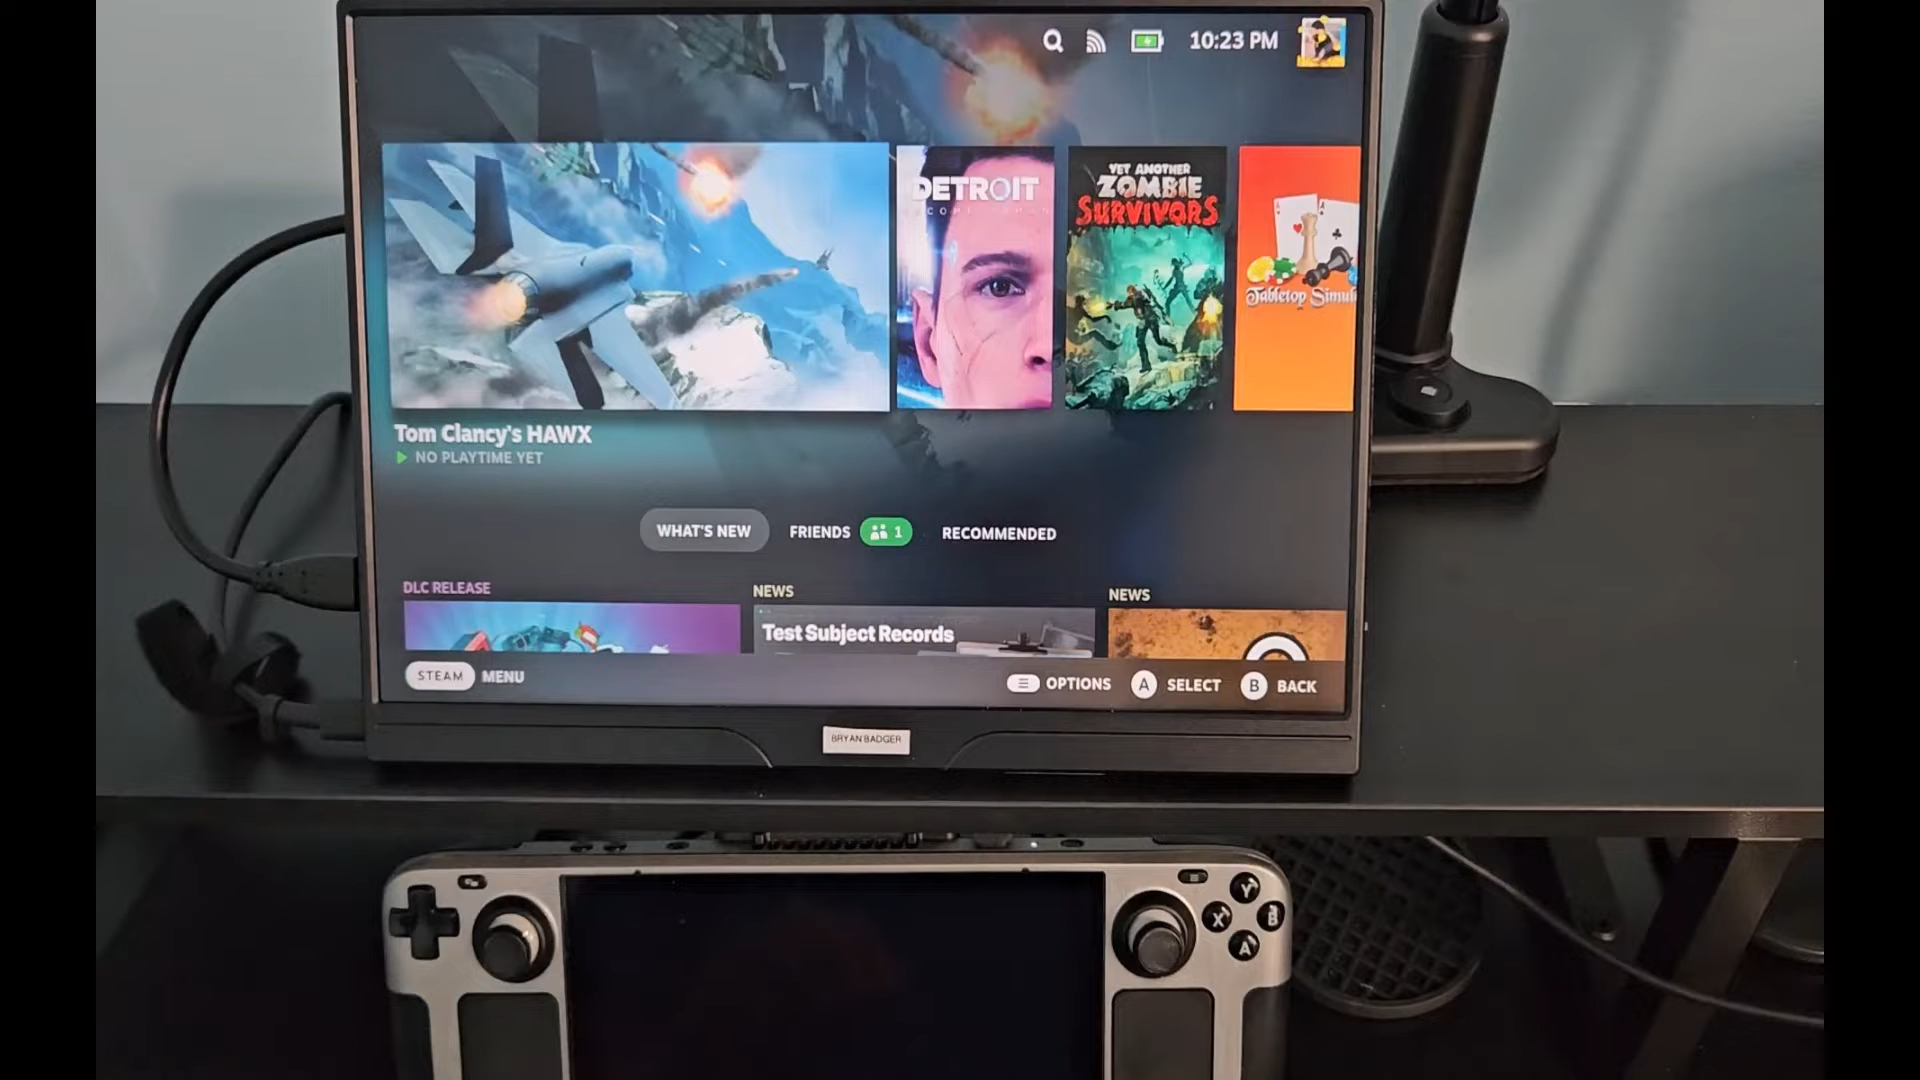 10:23 PM
DETROIT
YET ANOTHER
ZOMBIE
SURVIVORS
Tabletop
Tom Clancy's HAWX
NO PLAYTIME YET
WHAT'S NEW
FRIENDS 1
RECOMMENDED
DLC RELEASE
NEWS
NEWS
Test Subject Records
STEAM MENU
OPTIONS
A SELECT
B BACK
BRYAN BADGER
Y
X
B
A